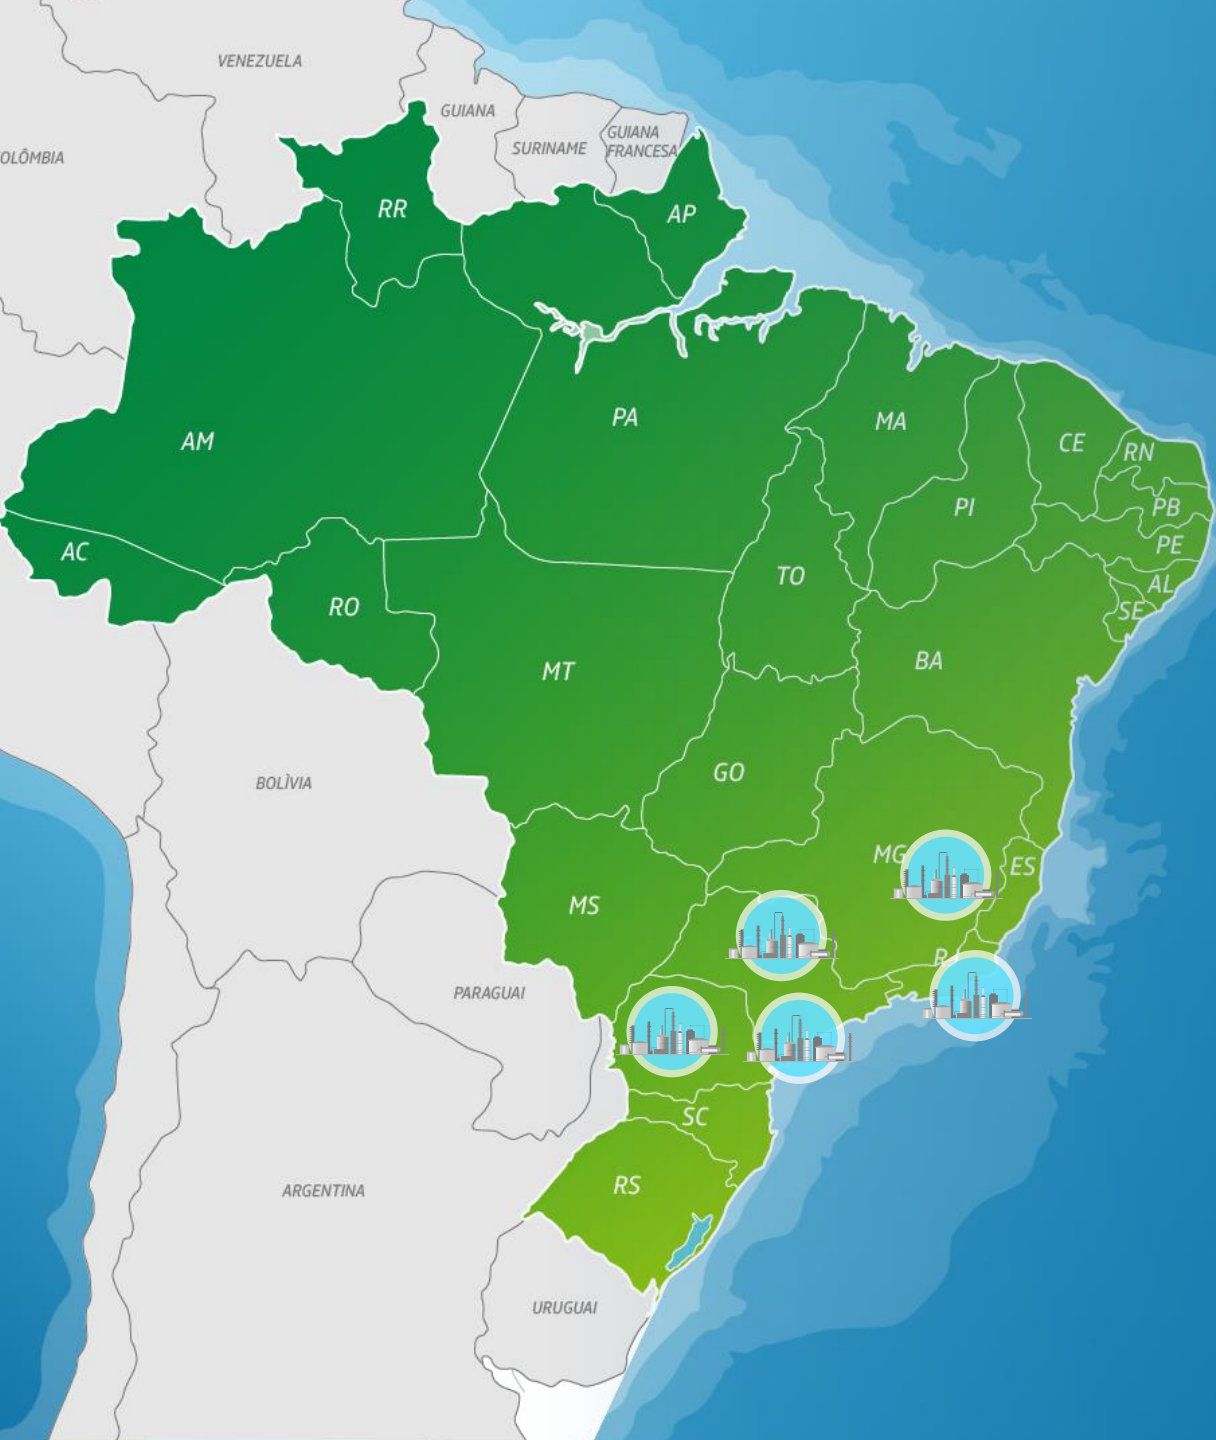 VENEZUELA
GUIANA
GUIANA
FRANCESA
SURINAME
OLÔMBIA
RR
AP
PA
MA
AM
CE
RN
PI
PB
PE
AC
TO
AL
RO
SE
BA
MT
GO
BOLÌVIA
MG
ES
MS
R
PARAGUAI
SC
RS
ARGENTINA
URUGUAI